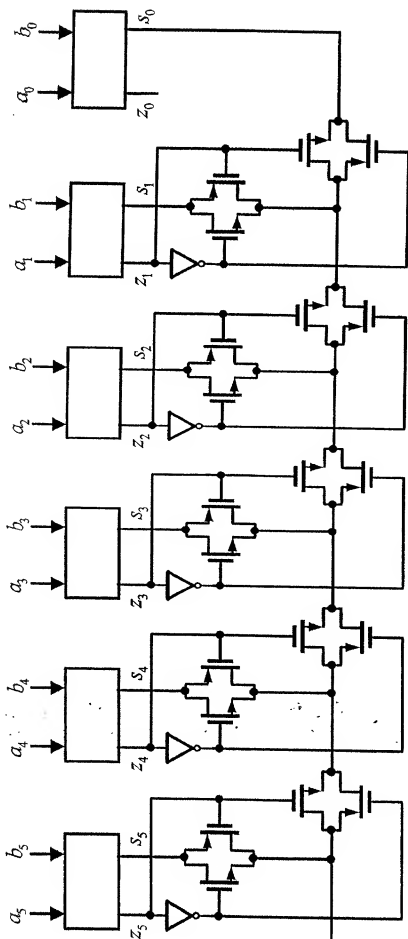 a₅ b₅ a₄ b₄ a₃ b₃ a₂ b₂ a₁ b₁ a₀ b₀
z₅ s₅ z₄ s₄ z₃ s₃ z₂ s₂ z₁ s₁ z₀ s₀